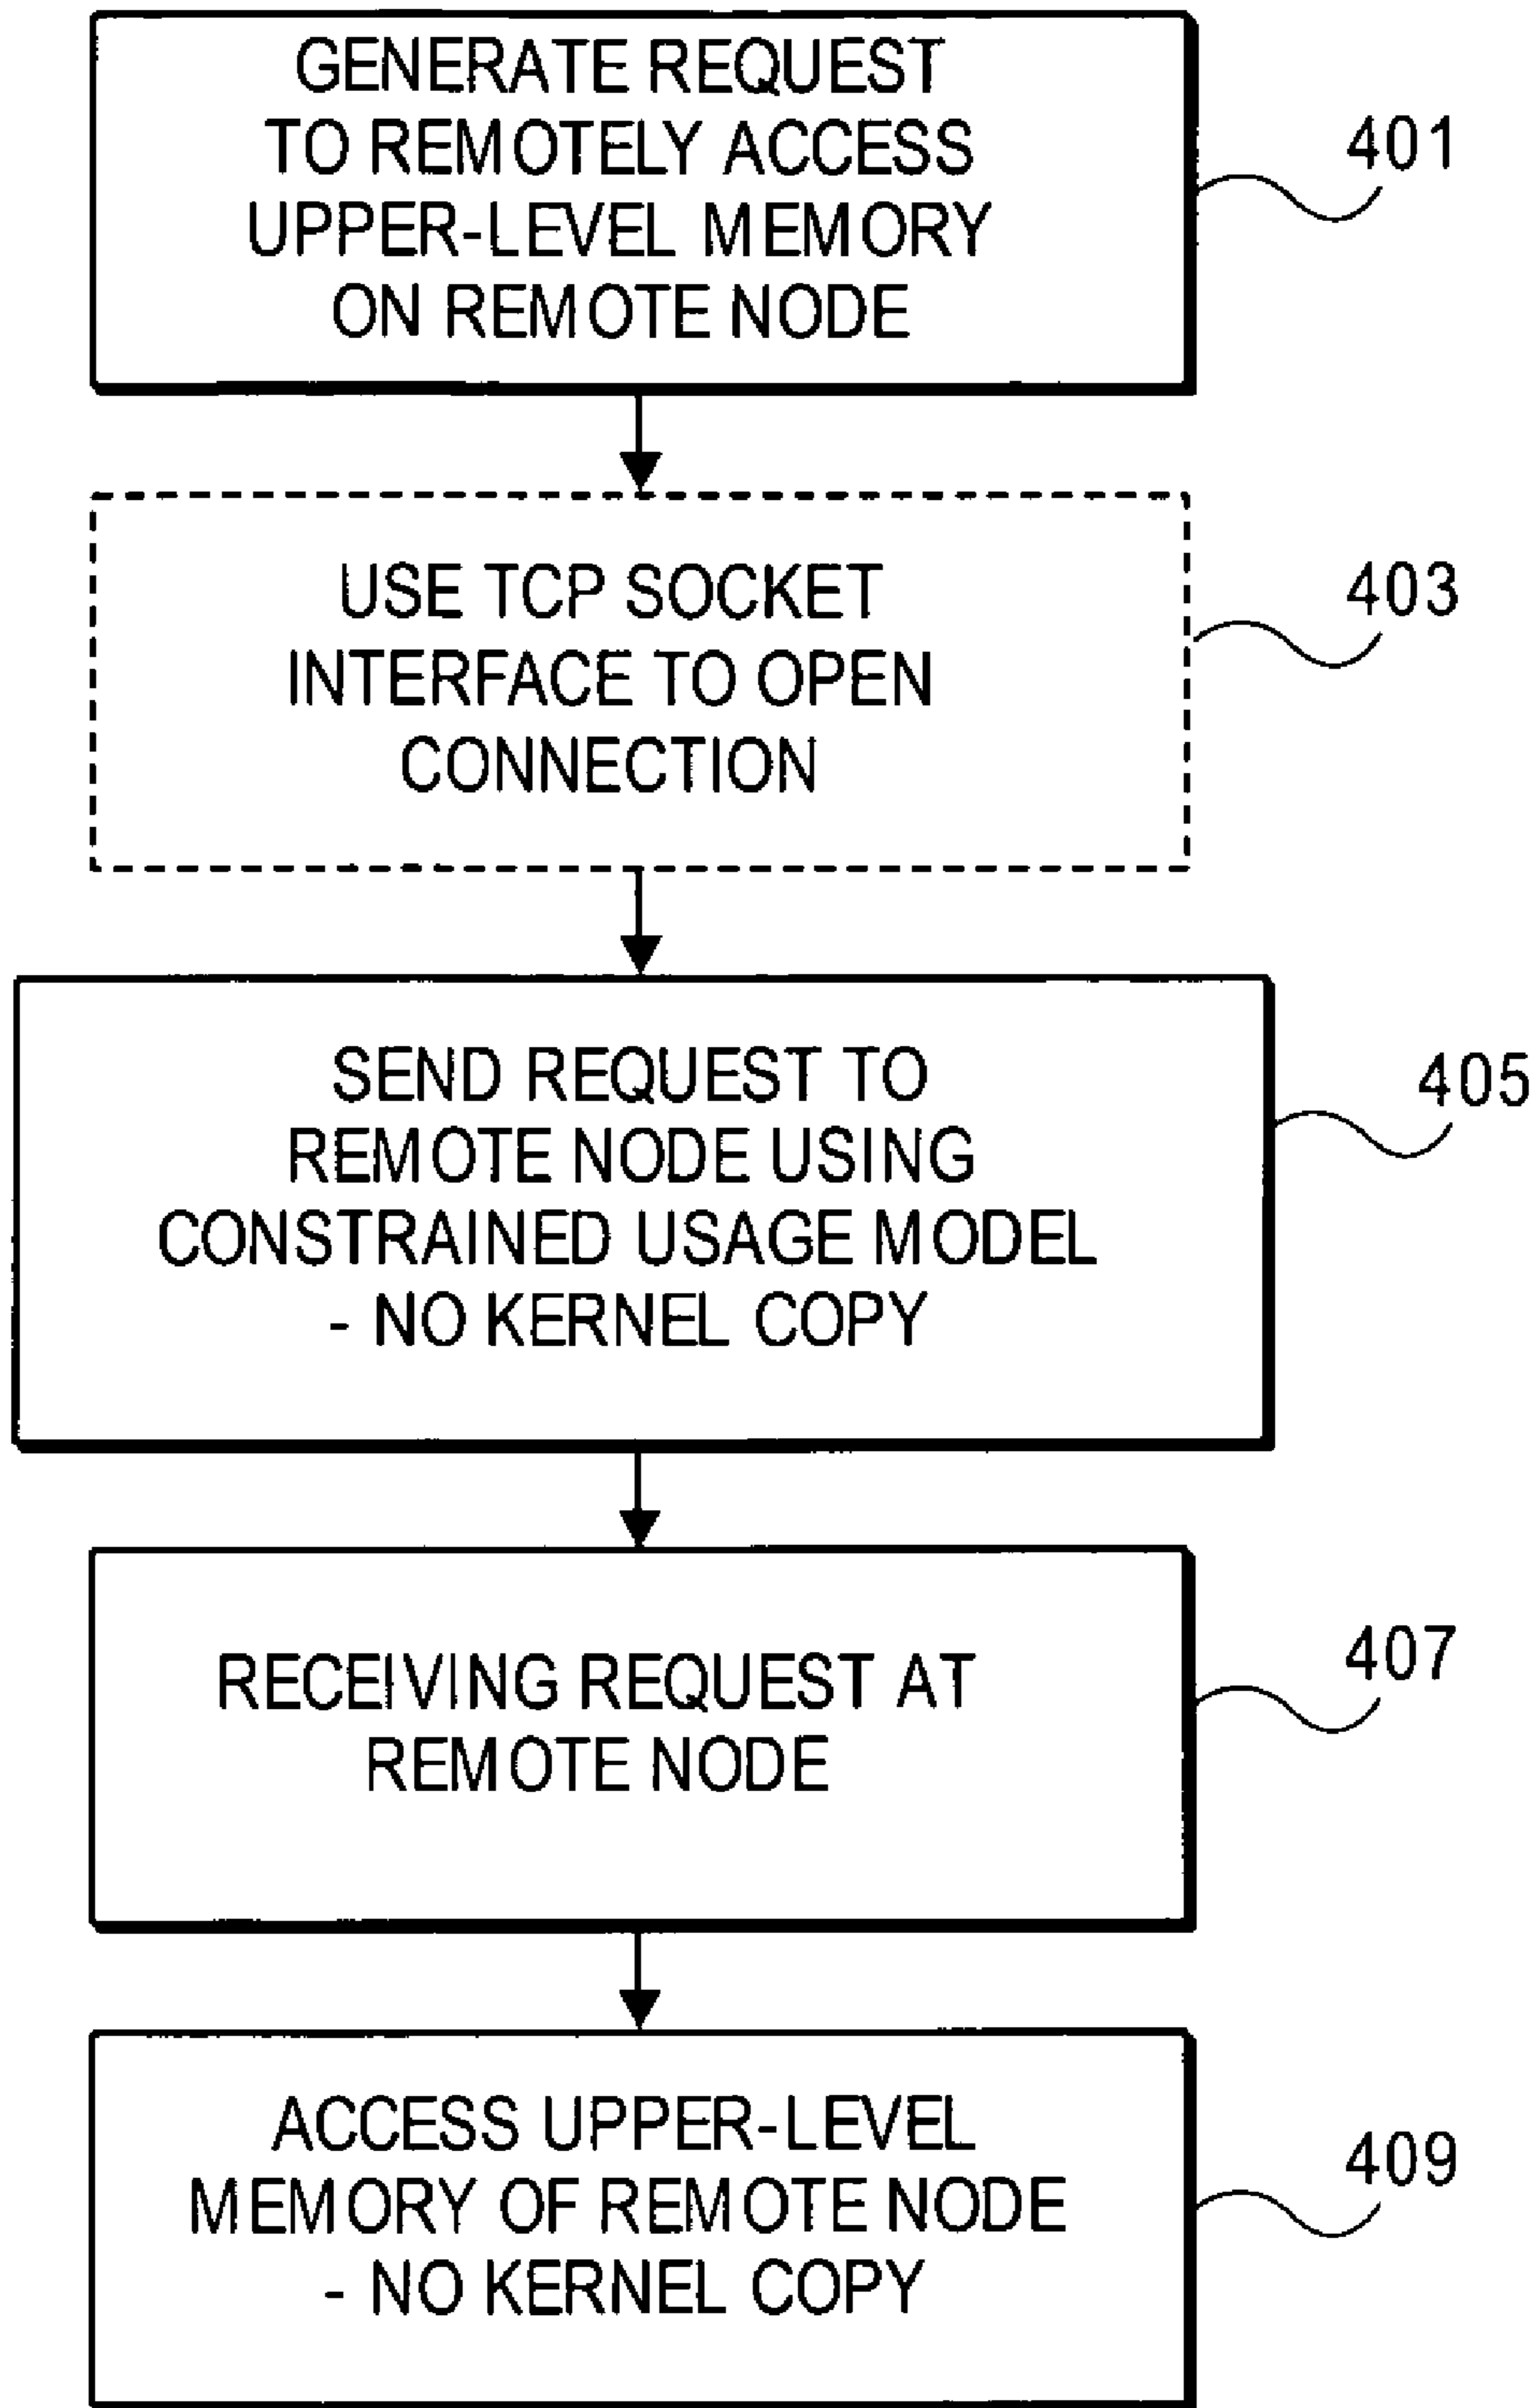 GENERATE REQUEST
TO REMOTELY ACCESS
UPPER-LEVEL MEMORY
ON REMOTE NODE
401
USE TCP SOCKET
INTERFACE TO OPEN
CONNECTION
403
SEND REQUEST TO
REMOTE NODE USING
CONSTRAINED USAGE MODEL
- NO KERNEL COPY
405
RECEIVING REQUEST AT
REMOTE NODE
407
ACCESS UPPER-LEVEL
MEMORY OF REMOTE NODE
- NO KERNEL COPY
409